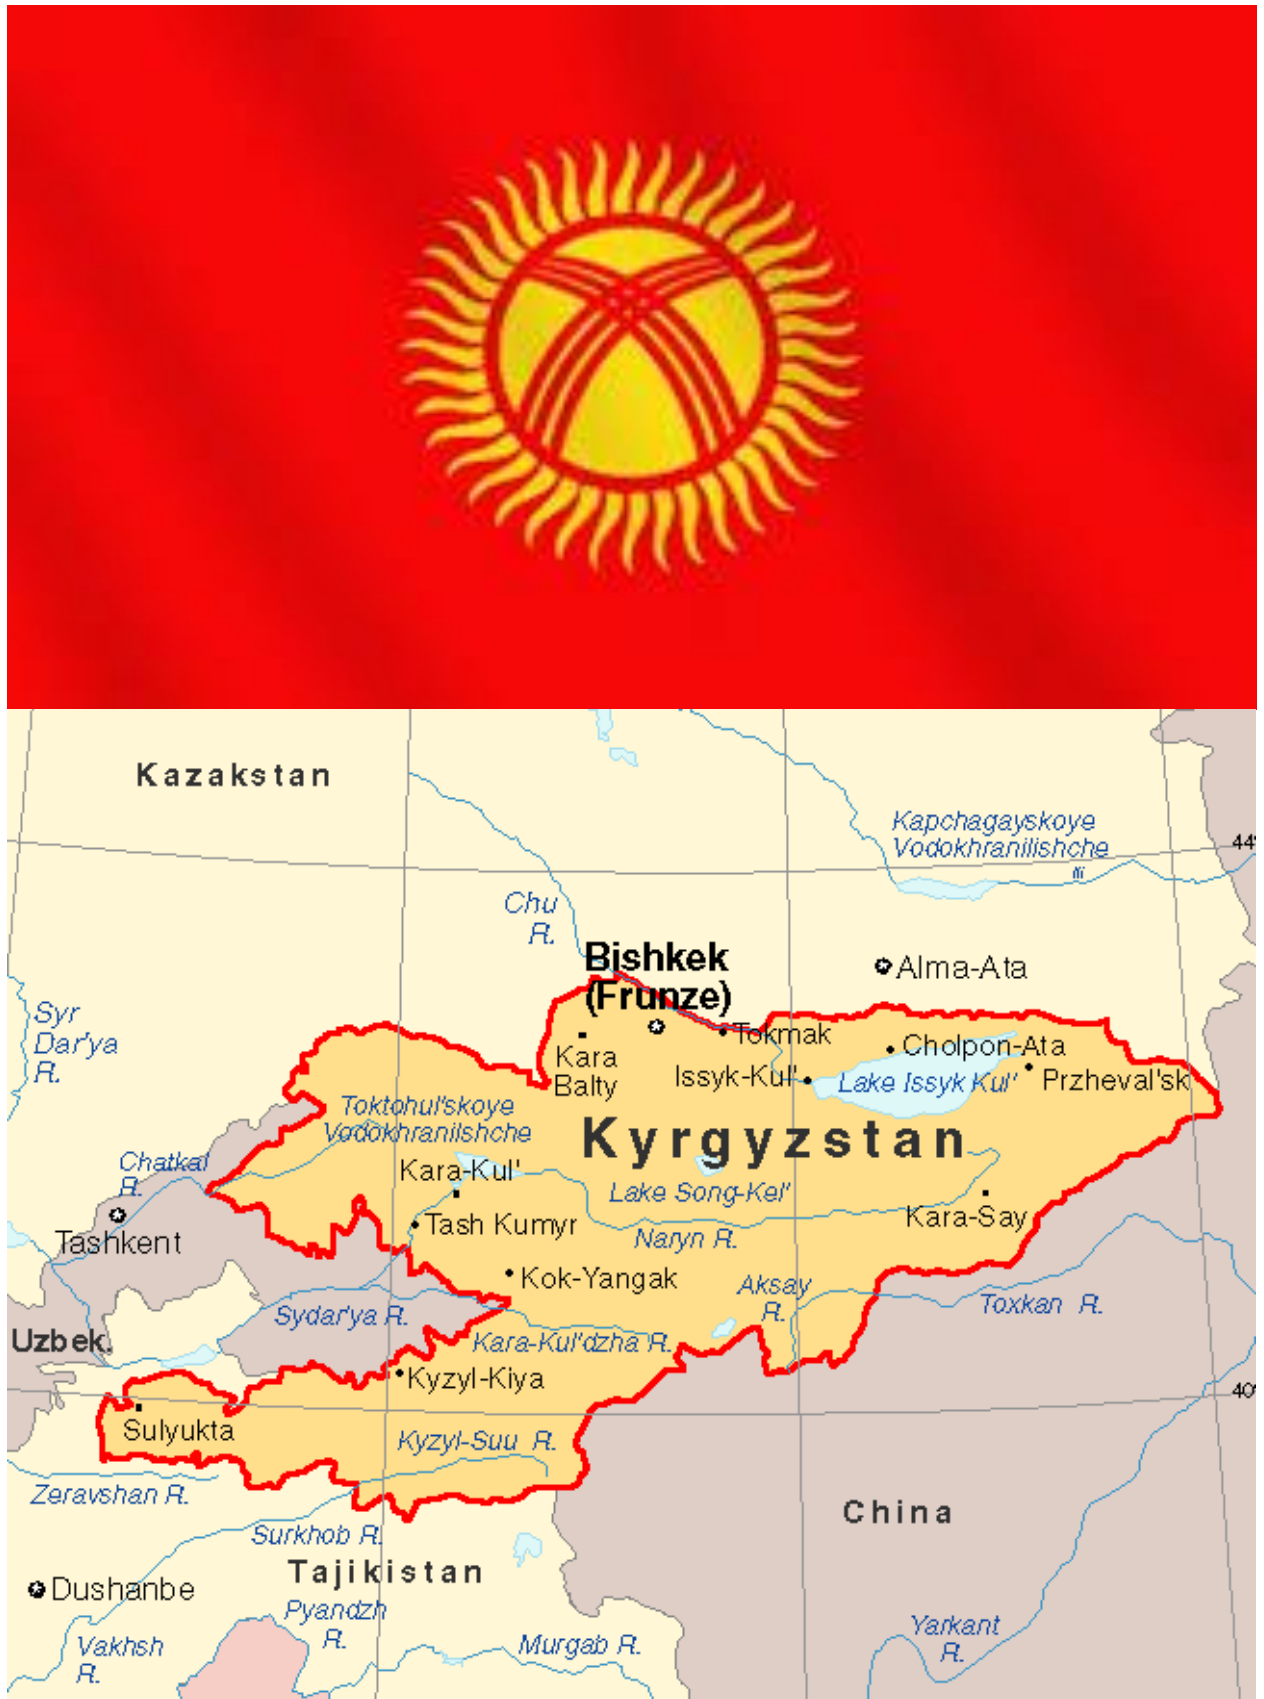 Kazakstan
Kapchagayskoye
Vodokhranilishche
44°
Ili
Chu
R.
Bishkek
(Frunze)
Alma-Ata
Syr
Dar'ya
R.
Tokmak
Kara
Balty
Cholpon-Ata
Issyk-Kul'
Lake Issyk Kul'
Przheval'sk
Toktohul'skoye
Vodokhranilshche
Kyrgyzstan
Chatkal
R.
Kara-Kul'
Lake Song-Kel'
Tashkent
Tash Kumyr
Naryn R.
Kara-Say
Kok-Yangak
Aksay
R.
Toxkan R.
Sydar'ya R.
Uzbek.
Kara-Kul'dzha R.
Kyzyl-Kiya
40°
Sulyukta
Kyzyl-Suu R.
Zeravshan R.
China
Surkhob R.
Tajikistan
Dushanbe
Pyandzh
R.
Vakhsh
R.
Murgab R.
Yarkant
R.